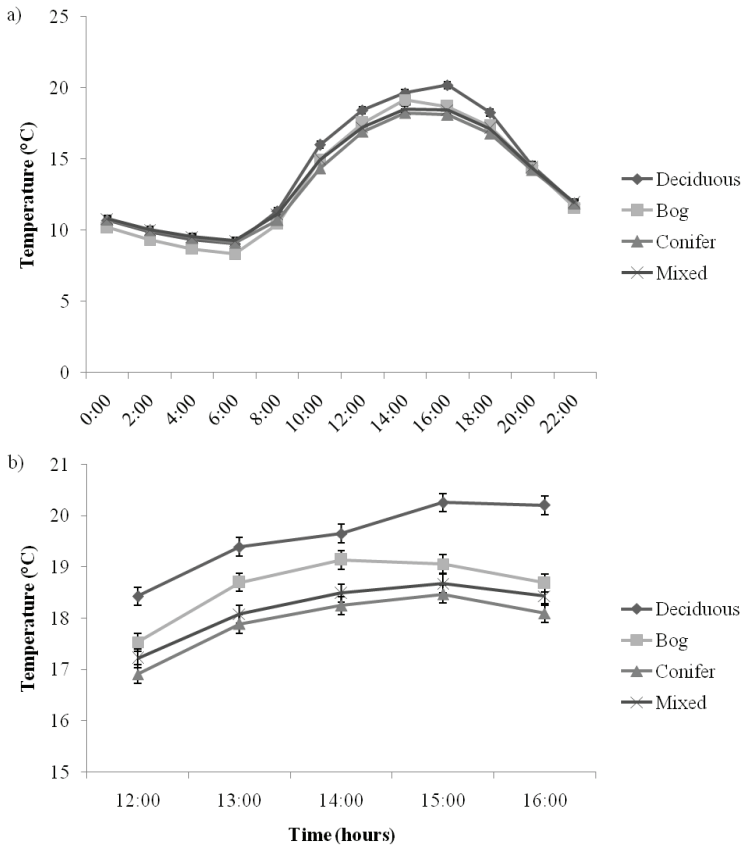 a)
25
20
15
10
5
0
Temperature (°C)
0:00
2:00
4:00
6:00
8:00
10:00
12:00
14:00
16:00
18:00
20:00
22:00
Deciduous
Bog
Conifer
Mixed
b)
21
20
19
18
17
16
15
Temperature (°C)
12:00
13:00
14:00
15:00
16:00
Time (hours)
Deciduous
Bog
Conifer
Mixed